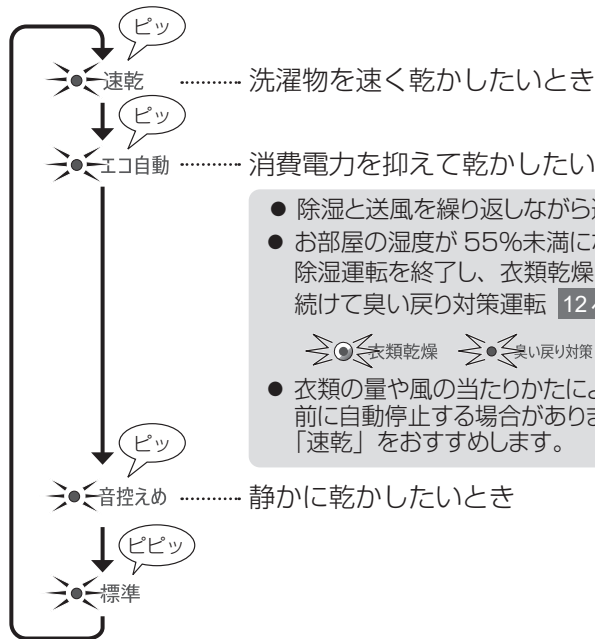 ピッ
速乾 ………… 洗濯物を速く乾かしたいとき
ピッ
エコ自動 ………… 消費電力を抑えて乾かしたい
● 除湿と送風を繰り返しながら
● お部屋の湿度が 55%未満に
除湿運転を終了し、衣類乾燥
続けて臭い戻り対策運転 12
衣類乾燥 臭い戻り対策
● 衣類の量や風の当たりかたに
前に自動停止する場合があり
「速乾」をおすすめします。
ピッ
音控えめ ………… 静かに乾かしたいとき
ピピッ
標準